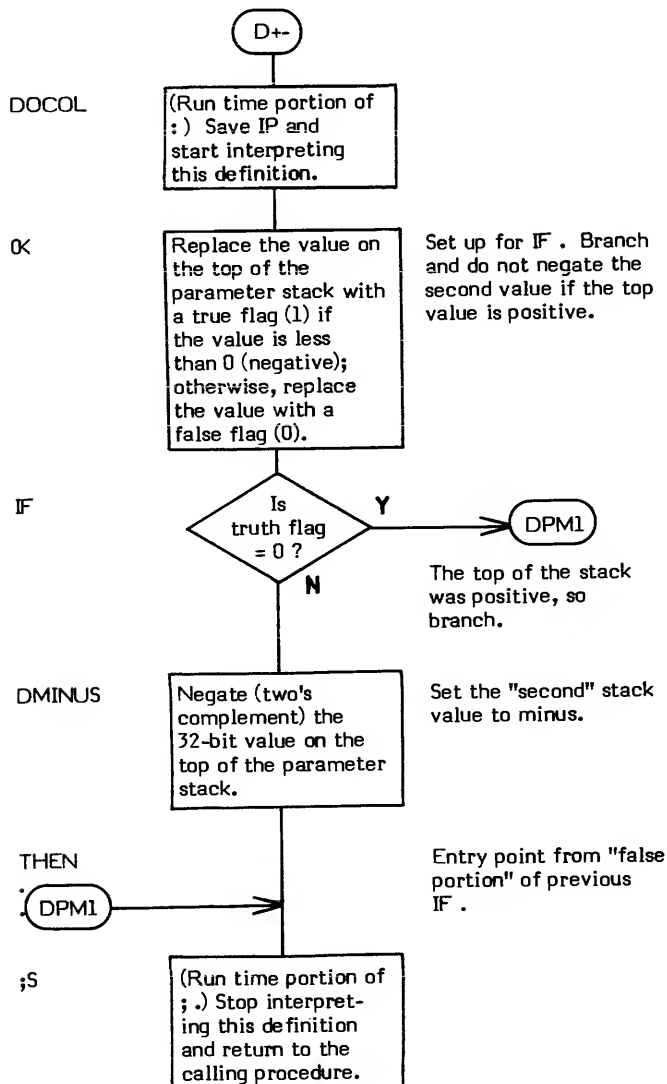 D+-
DOCOL
(Run time portion of
: ) Save IP and
start interpreting
this definition.
0<
Replace the value on
the top of the
parameter stack with
a true flag (1) if
the value is less
than 0 (negative);
otherwise, replace
the value with a
false flag (0).
Set up for IF . Branch
and do not negate the
second value if the top
value is positive.
IF
Is
truth flag
= 0 ?
Y
DPM1
N
The top of the stack
was positive, so
branch.
DMINUS
Negate (two's
complement) the
32-bit value on the
top of the parameter
stack.
Set the "second" stack
value to minus.
THEN
:
DPM1
Entry point from "false
portion" of previous
IF .
;S
(Run time portion of
; .) Stop interpret-
ing this definition
and return to the
calling procedure.